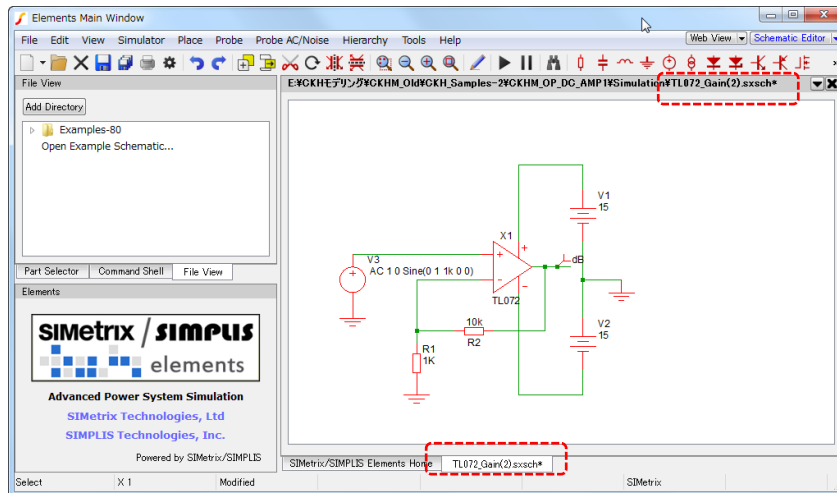 Elements Main Window
File Edit View Simulator Place Probe Probe AC/Noise Hierarchy Tools Help
Web View
Schematic Editor
File View
E:¥CKHモデリング¥CKHM_Old¥CKH_Samples-2¥CKHM_OP_DC_AMP1¥Simulation¥TL072_Gain(2).sxsch*
Add Directory
Examples-80
Open Example Schematic...
V1
15
X1
dB
V3
AC 1 0 Sine(0 1 1k 0 0)
TL072
Part Selector Command Shell File View
Elements
10k
R2
V2
15
R1
1K
SIMetrix / SIMPLIS
elements
Advanced Power System Simulation
SIMetrix Technologies, Ltd
SIMPLIS Technologies, Inc.
Powered by SIMetrix/SIMPLIS
SIMetrix/SIMPLIS Elements Home TL072_Gain(2).sxsch*
Select X 1 Modified SIMetrix